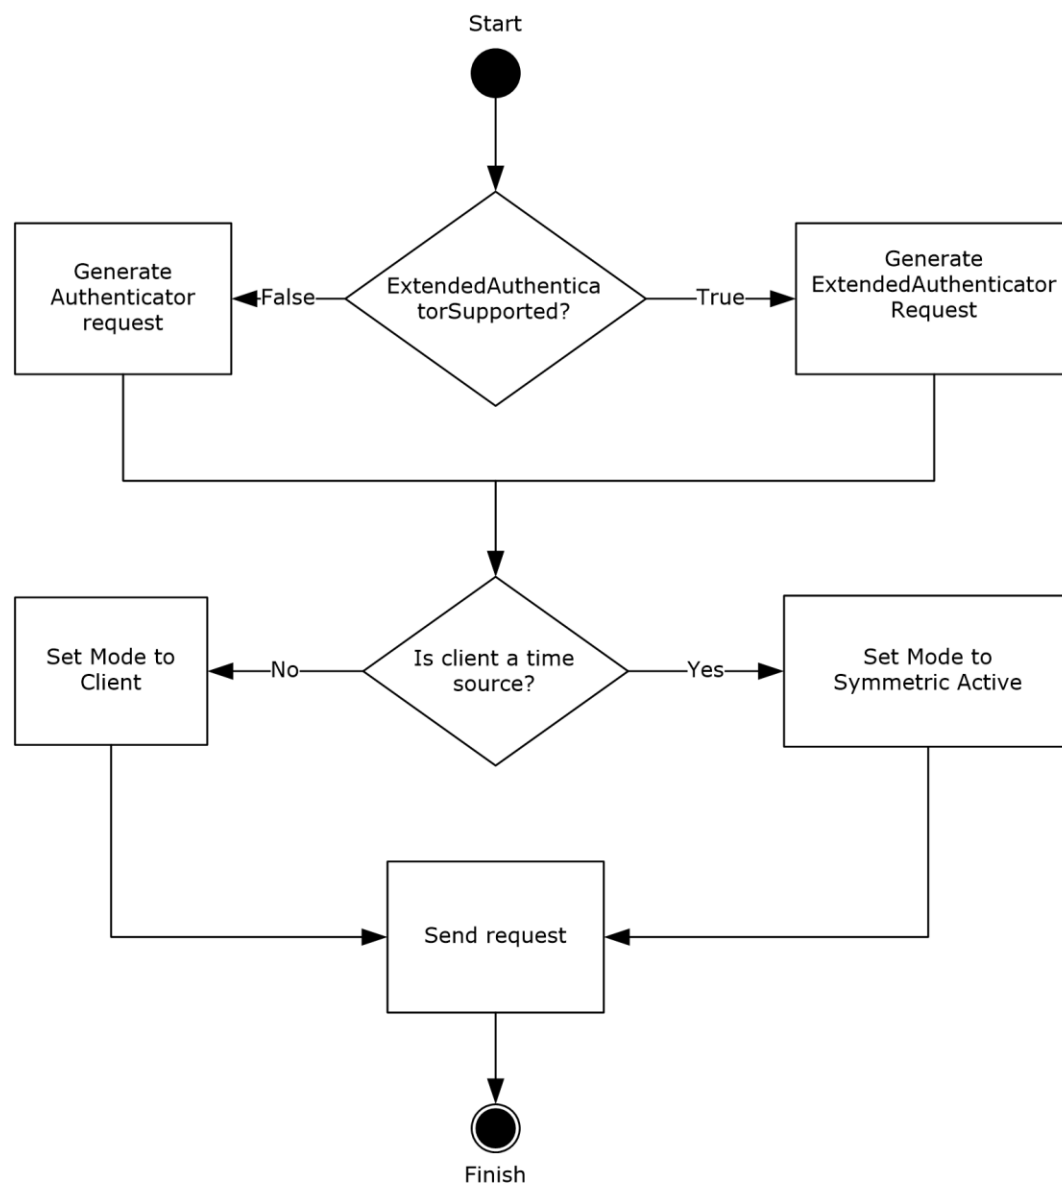 Start
Generate
Authenticator
request
False
ExtendedAuthentica
torSupported?
True
Generate
ExtendedAuthenticator
Request
Set Mode to
Client
No
Is client a time
source?
Yes
Set Mode to
Symmetric Active
Send request
Finish